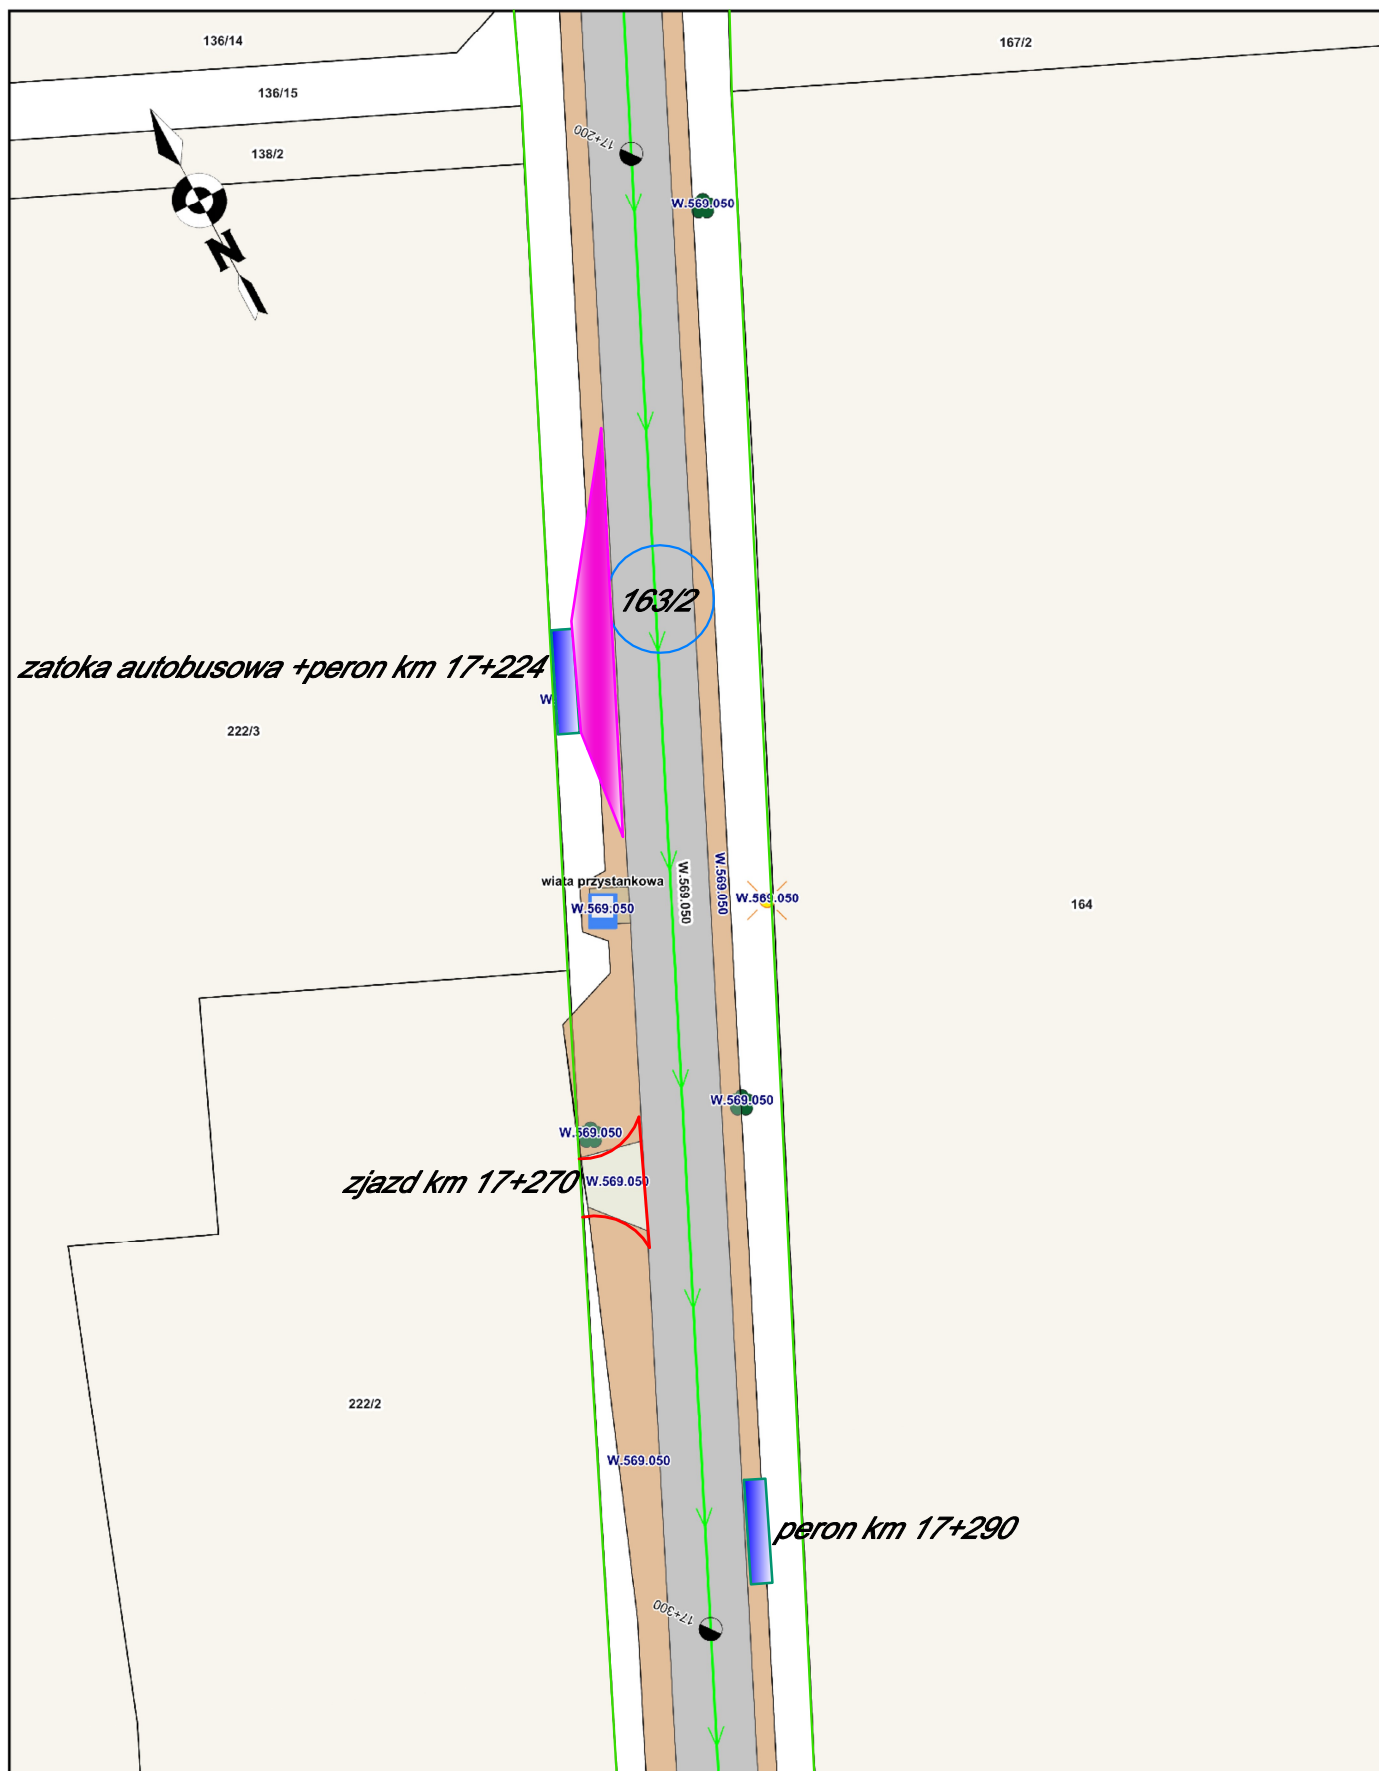 136/14
167/2
136/15
17+200
138/2
W.569.050
N
163/2
zatoka autobusowa +peron km 17+224
W
222/3
wiata przystankowa
W.569.050
W.569.050
W.569.050
W.569.050
164
W.569.050
W.569.050
zjazd km 17+270
W.569.050
222/2
W.569.050
peron km 17+290
17+300